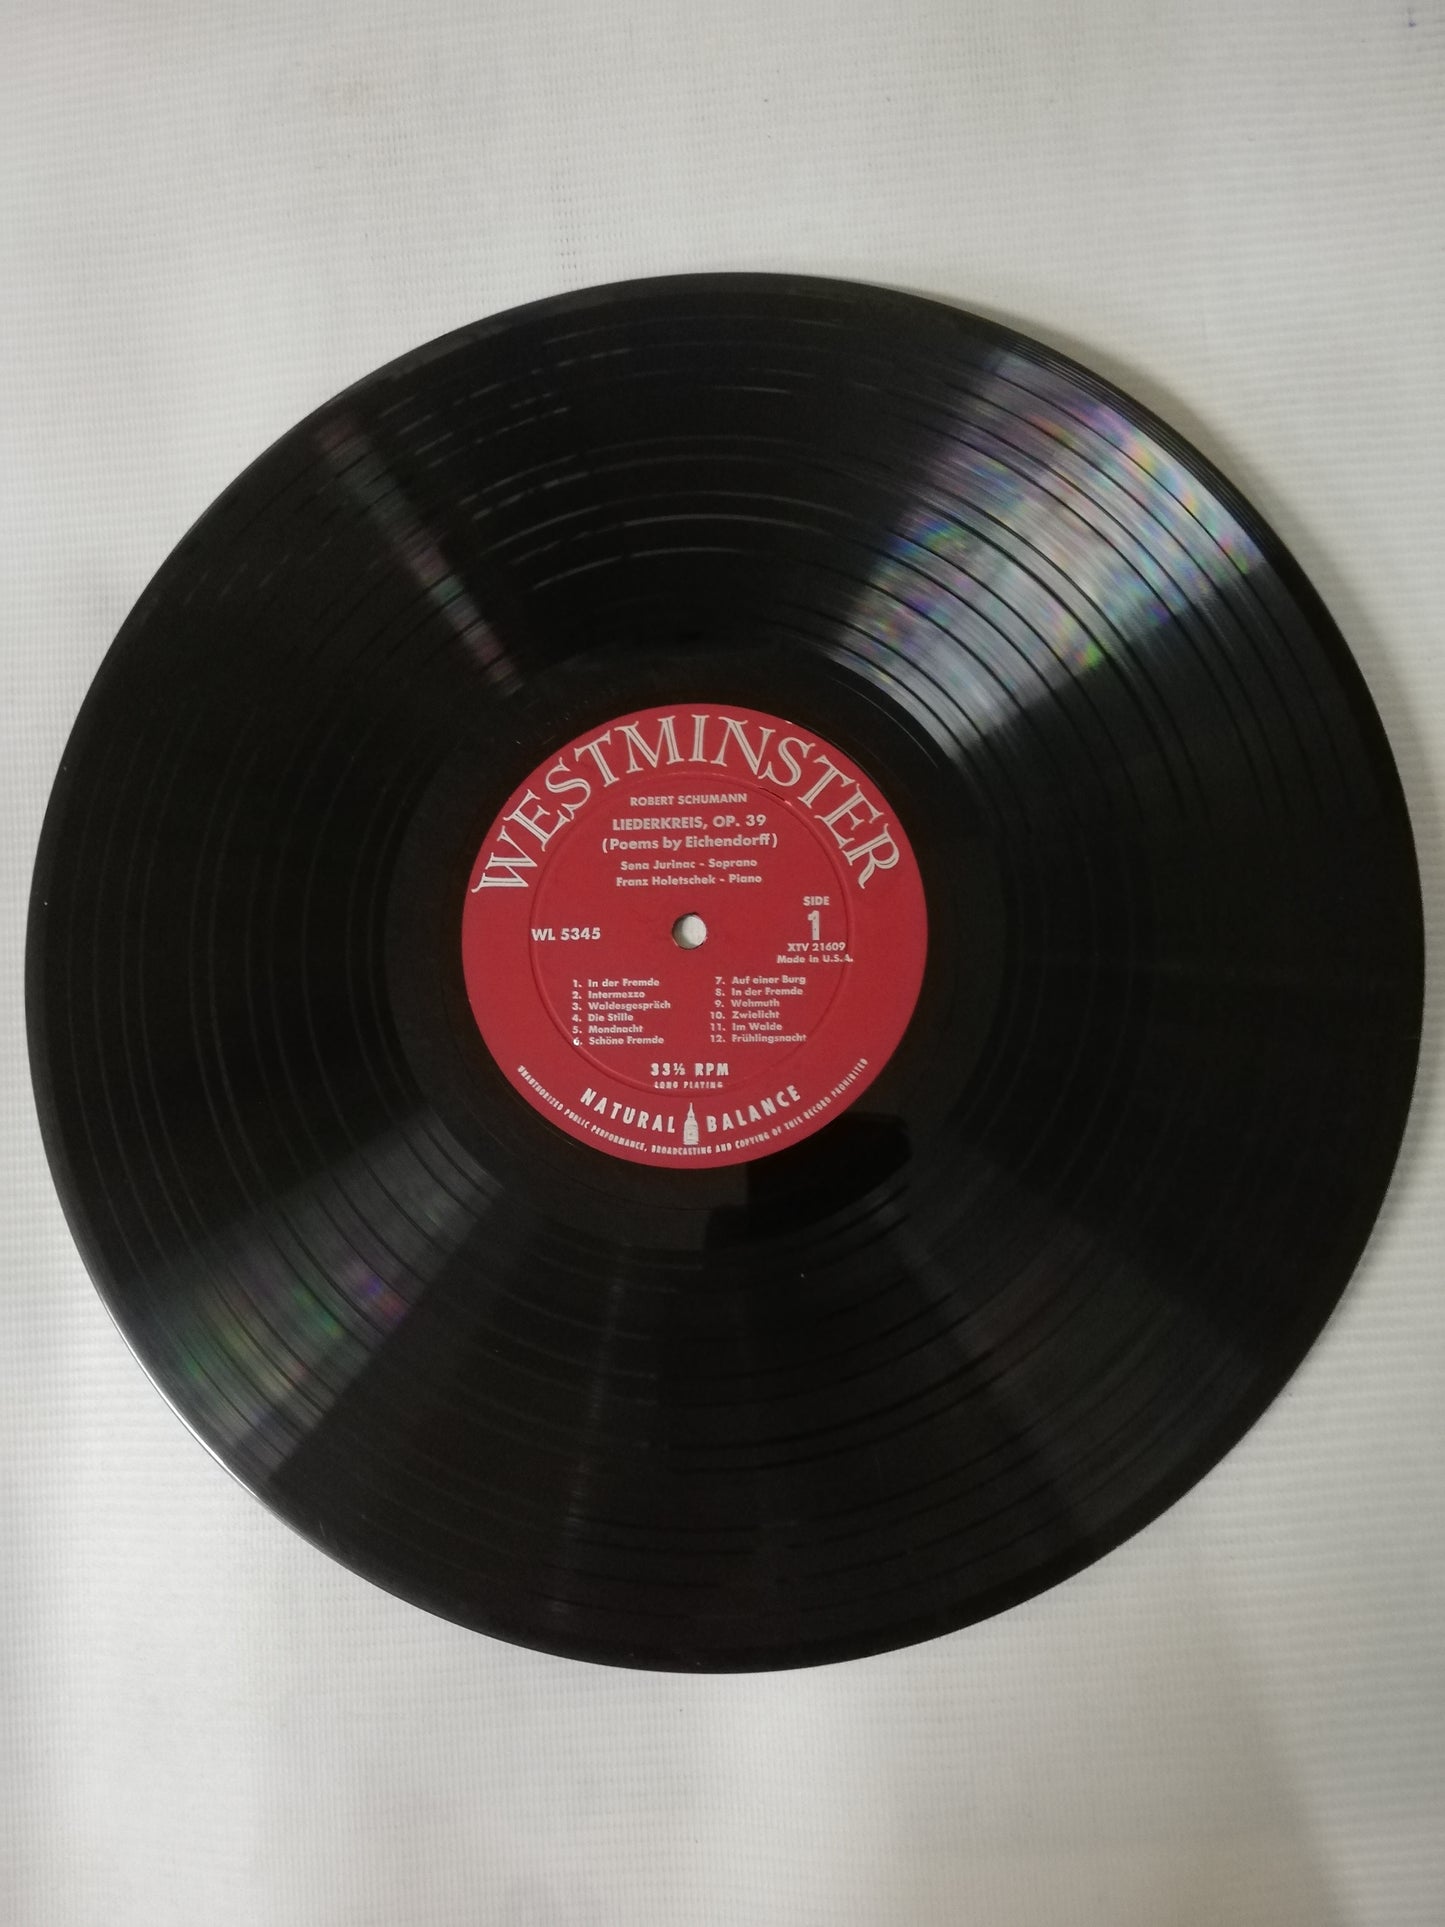 WESTMINSTER
ROBERT SCHUMANN
LIEDERKREIS, OP. 39
(Poems by Eichendorff)
Sena Jurinac - Soprano
Franz Holetschek - Piano
SIDE
1
WL 5345
XTV 21609
Made in U.S.A.
1. In der Fremde
2. Intermezzo
3. Waldesgespräch
4. Die Stille
5. Mondnacht
6. Schöne Fremde
7. Auf einer Burg
8. In der Fremde
9. Wehmuth
10. Zwielicht
11. Im Walde
12. Frühlingsnacht
33⅓ RPM
LONG PLAYING
NATURAL BALANCE
UNAUTHORIZED PUBLIC PERFORMANCE, BROADCASTING AND COPYING OF THIS RECORD PROHIBITED